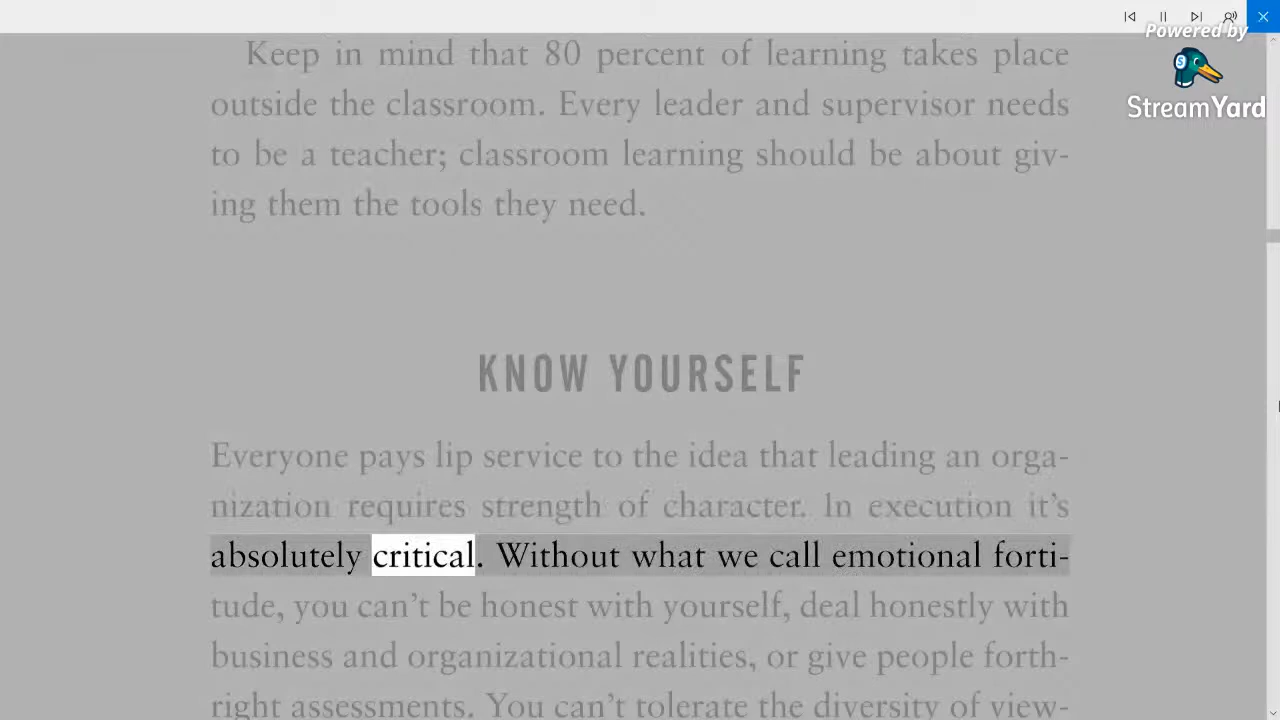 Powered by
StreamYard
Keep in mind that 80 percent of learning takes place
outside the classroom. Every leader and supervisor needs
to be a teacher; classroom learning should be about giv-
ing them the tools they need.
KNOW YOURSELF
Everyone pays lip service to the idea that leading an orga-
nization requires strength of character. In execution it’s
absolutely critical. Without what we call emotional forti-
tude, you can’t be honest with yourself, deal honestly with
business and organizational realities, or give people forth-
right assessments. You can’t tolerate the diversity of view-